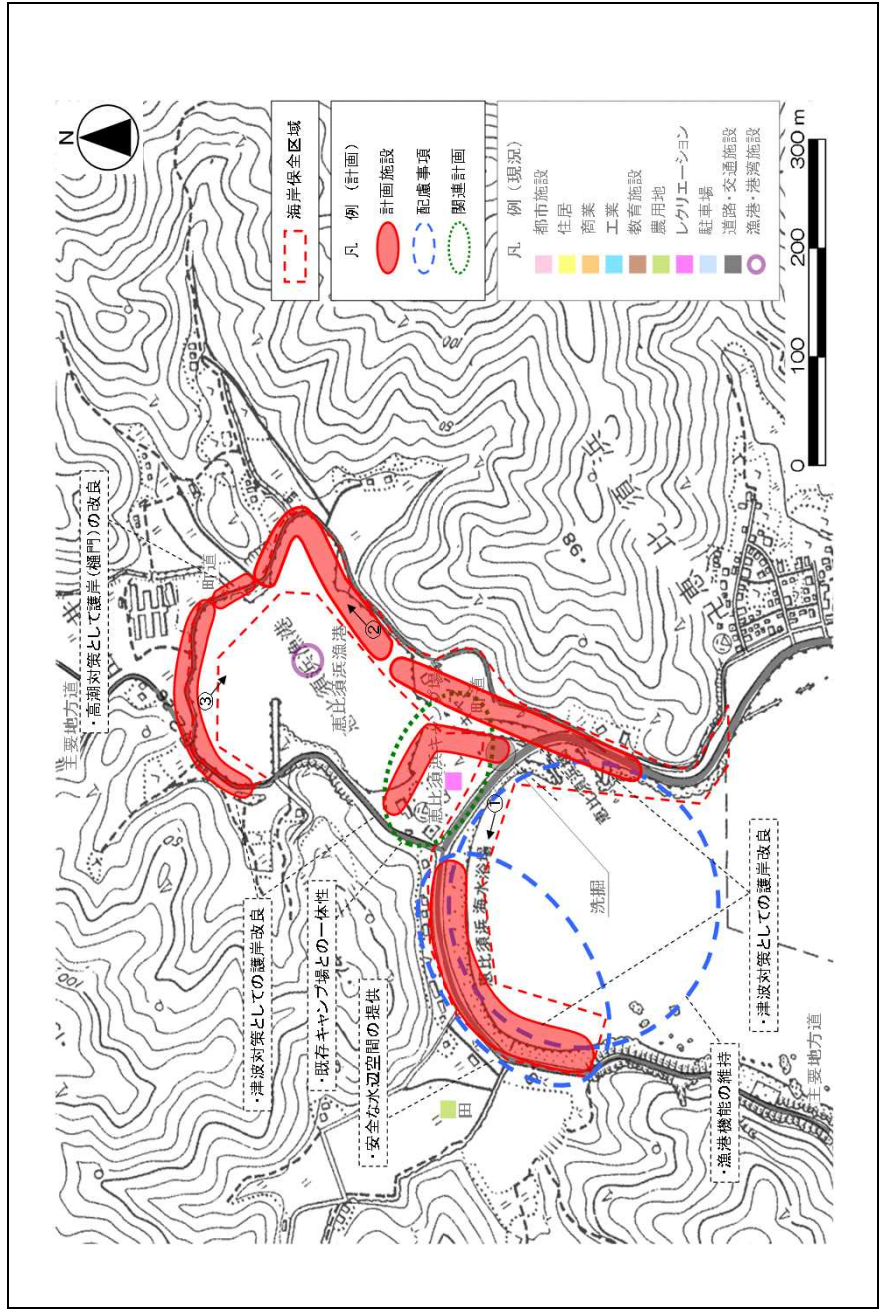 N
海岸保全区域
凡 例 (計画)
計画施設
配慮事項
関連計画
凡 例 (現況)
都市施設
住居
商業
工業
教育施設
農用地
レクリエーション
駐車場
道路・交通施設
漁港・港湾施設
0 100 200 300 m
・高潮対策として護岸(樋門)の改良
主要地方道
町道
③
②
恵比須浜漁港
町道
・津波対策としての護岸改良
・既存キャンプ場との一体性
・安全な水辺空間の提供
①
恵比須浜海水浴場
洗掘
田
・津波対策としての護岸改良
・漁港機能の維持
主要地方道
恵比須浜
98
100
50
50
100